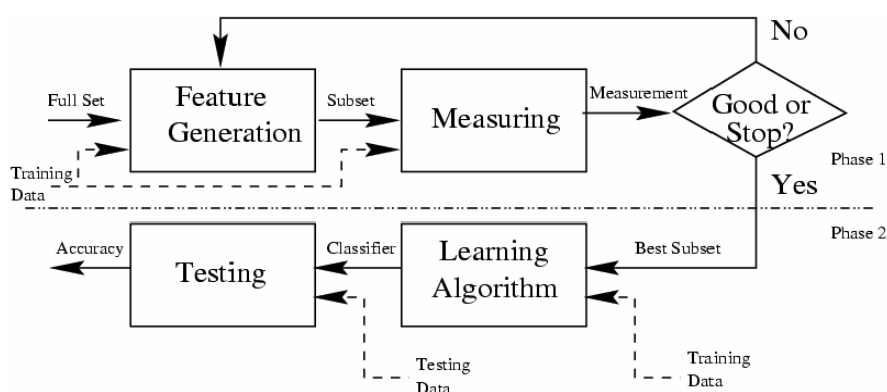 No
Full Set
Feature
Generation
Subset
Measuring
Measurement
Good or
Stop?
Training
Data
Phase 1
Yes
Phase 2
Accuracy
Testing
Classifier
Learning
Algorithm
Best Subset
Testing
Data
Training
Data